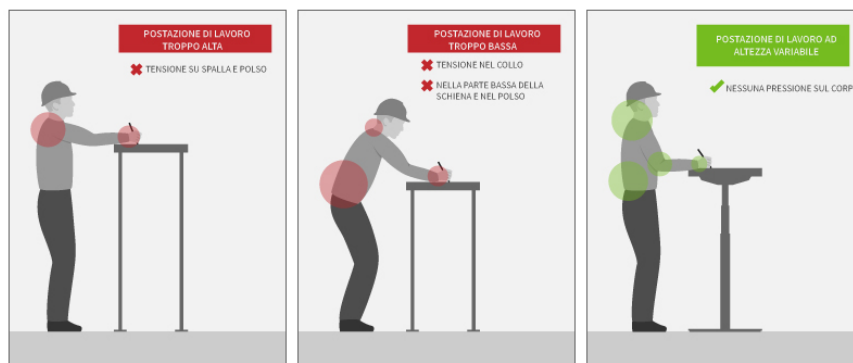 POSTAZIONE DI LAVORO
TROPPO ALTA
TENSIONE SU SPALLA E POLSO
POSTAZIONE DI LAVORO
TROPPO BASSA
TENSIONE NEL COLLO
NELLA PARTE BASSA DELLA
SCHIENA E NEL POLSO
POSTAZIONE DI LAVORO AD
ALTEZZA VARIABILE
NESSUNA PRESSIONE SUL CORP